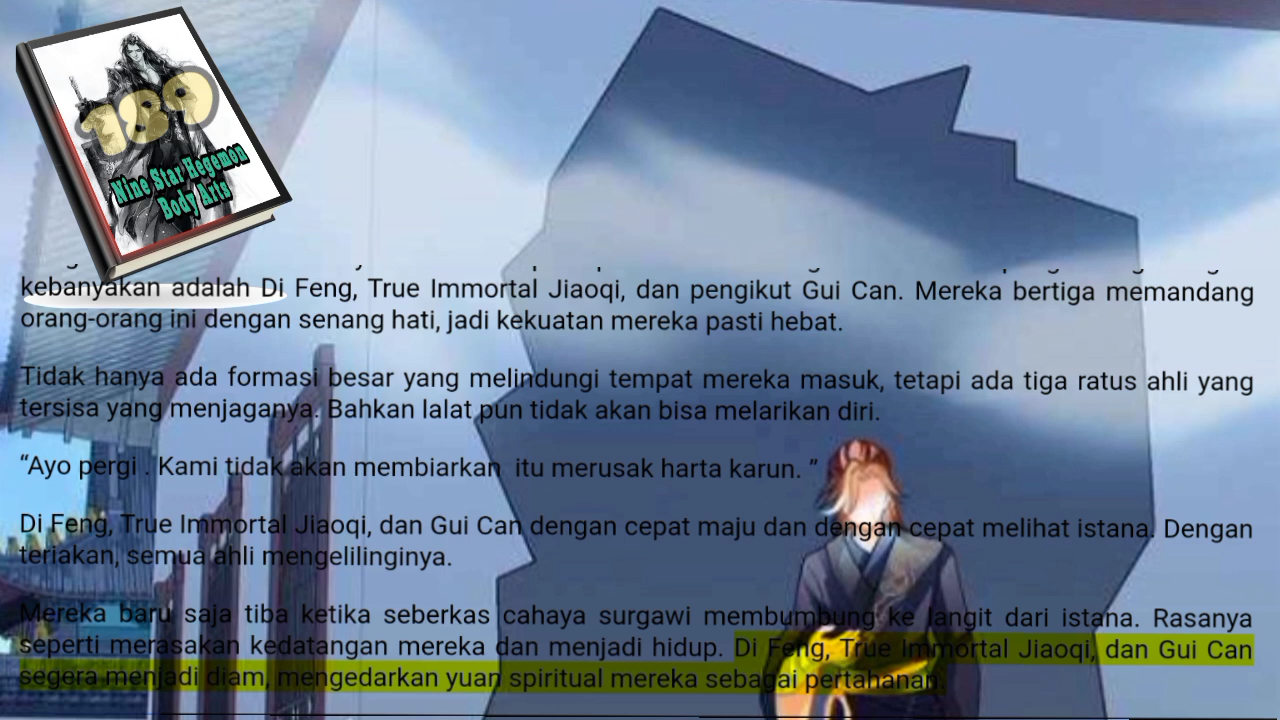 189
Nine Star Hegemon
Body Arts
kebanyakan adalah Di Feng, True Immortal Jiaoqi, dan pengikut Gui Can. Mereka bertiga memandang
orang-orang ini dengan senang hati, jadi kekuatan mereka pasti hebat.
Tidak hanya ada formasi besar yang melindungi tempat mereka masuk, tetapi ada tiga ratus ahli yang
tersisa yang menjaganya. Bahkan lalat pun tidak akan bisa melarikan diri.
“Ayo pergi . Kami tidak akan membiarkan itu merusak harta karun. ”
Di Feng, True Immortal Jiaoqi, dan Gui Can dengan cepat maju dan dengan cepat melihat istana. Dengan
teriakan, semua ahli mengelilinginya.
Mereka baru saja tiba ketika seberkas cahaya surgawi membumbung ke langit dari istana. Rasanya
seperti merasakan kedatangan mereka dan menjadi hidup. Di Feng, True Immortal Jiaoqi, dan Gui Can
segera menjadi diam, mengedarkan yuan spiritual mereka sebagai pertahanan.